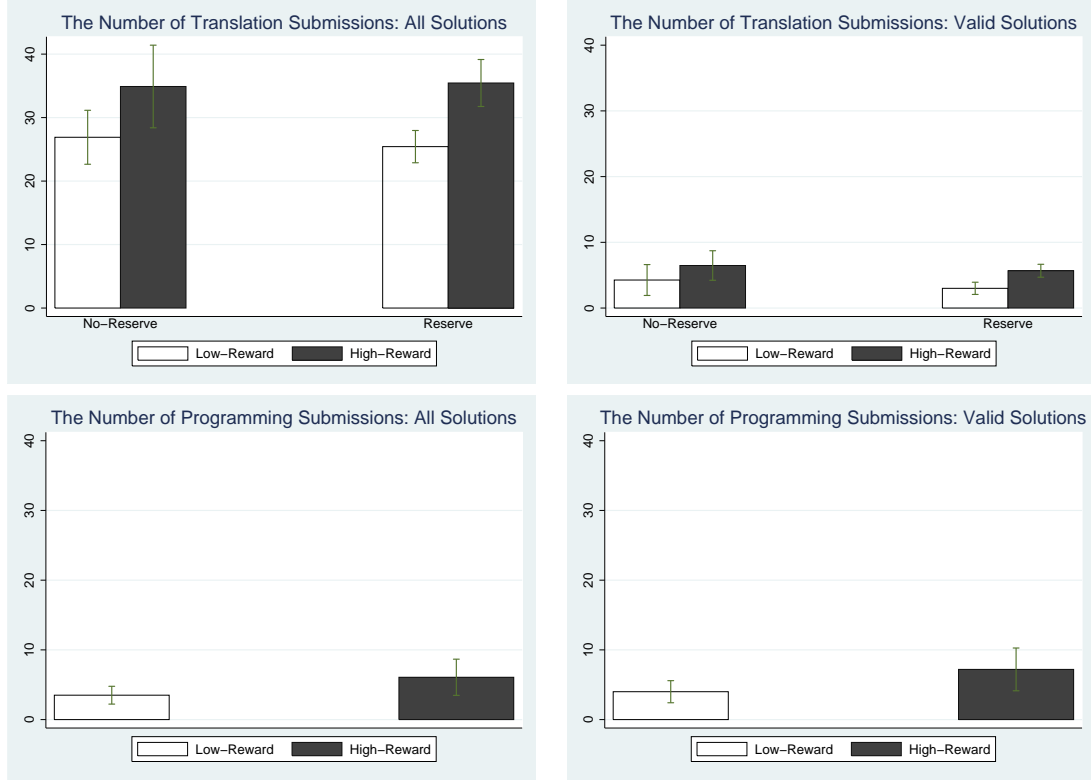 The Number of Translation Submissions: All Solutions
40
30
20
10
0
No−Reserve Reserve
Low−Reward High−Reward
The Number of Translation Submissions: Valid Solutions
40
30
20
10
0
No−Reserve Reserve
Low−Reward High−Reward
The Number of Programming Submissions: All Solutions
40
30
20
10
0
Low−Reward High−Reward
The Number of Programming Submissions: Valid Solutions
40
30
20
10
0
Low−Reward High−Reward